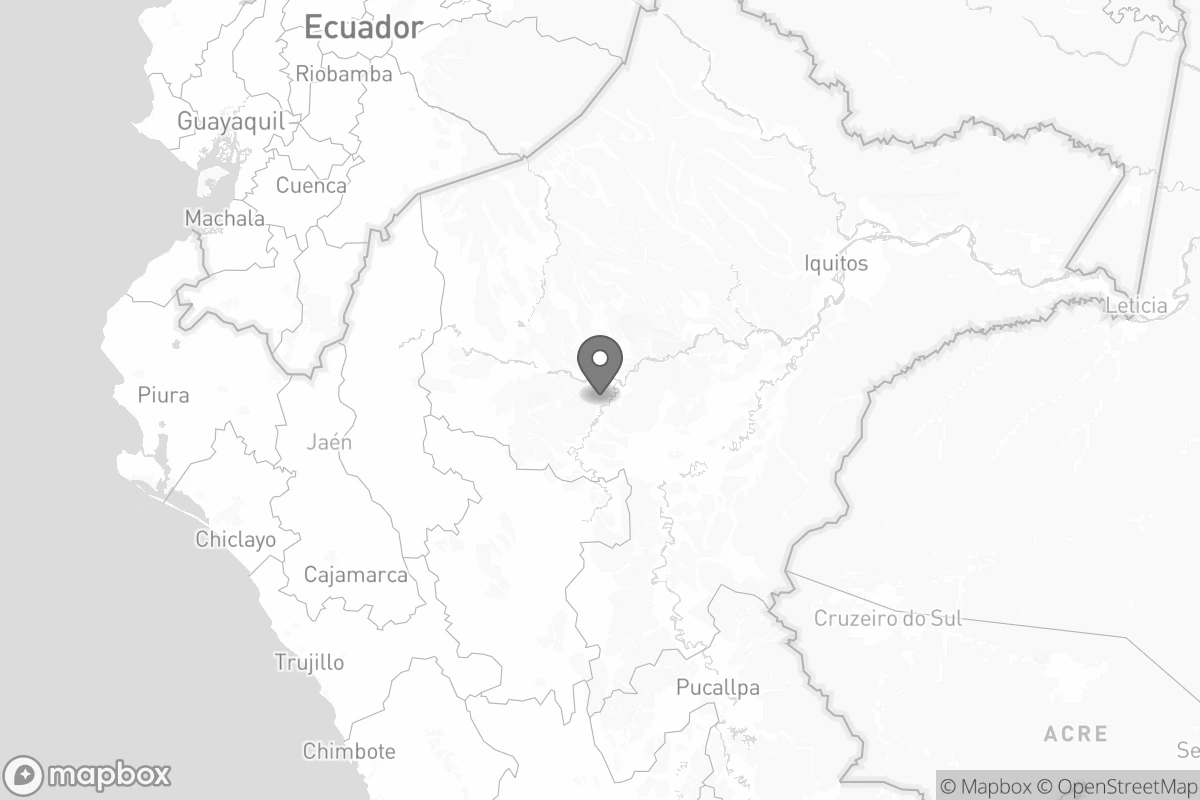 Ecuador
Riobamba
Guayaquil
Cuenca
Machala
Iquitos
Leticia
Piura
Jaén
Chiclayo
Cajamarca
Cruzeiro do Sul
Trujillo
Pucallpa
ACRE
Chimbote
Se
mapbox
© Mapbox © OpenStreetMap